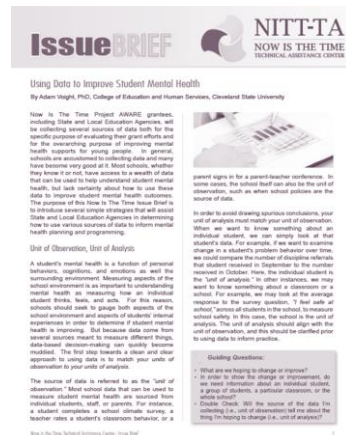 IssueBRIEF
NITT-TA
NOW IS THE TIME
TECHNICAL ASSISTANCE CENTER
Using Data to Improve Student Mental Health
By Adam Voight, PhD, College of Education and Human Services, Cleveland State University
Now Is The Time Project AWARE grantees,
including State and Local Education Agencies, will
be collecting several sources of data both for the
specific purpose of evaluating their grant efforts and
for the overarching purpose of improving mental
health supports for young people. In general,
schools are accustomed to collecting data and many
have become very good at it. Most schools, whether
they know it or not, have access to a wealth of data
that can be used to help understand student mental
health, but lack certainty about how to use these
data to improve student mental health outcomes.
The purpose of this Now Is The Time Issue Brief is
to introduce several simple strategies that will assist
State and Local Education Agencies in determining
how to use various sources of data to inform mental
health planning and programming.
Unit of Observation, Unit of Analysis
A student's mental health is a function of personal
behaviors, cognitions, and emotions as well as the
surrounding environment. Measuring aspects of the
school environment is as important to understanding
mental health as measuring how an individual
student thinks, feels, and acts. For this reason,
schools should seek to gauge both aspects of the
school environment and aspects of students' internal
experiences in order to determine if student mental
health is improving. But because data come from
several sources meant to measure different things,
data-based decision-making can quickly become
muddled. The first step towards a clean and clear
approach to using data is to match your units of
observation to your units of analysis.
The source of data is referred to as the "unit of
observation." Most school data that can be used to
measure student mental health are sourced from
individual students, staff, or parents. For instance,
a student completes a school climate survey, a
teacher rates a student's classroom behavior, or a
parent signs in for a parent-teacher conference. In
some cases, the school itself can also be the unit of
observation, such as when school policies are the
source of data.
In order to avoid drawing spurious conclusions, your
unit of analysis must match your unit of observation.
When we want to know something about an
individual student, we can simply look at that
student's data. For example, if we want to examine
change in a student's problem behavior over time,
we could compare the number of discipline referrals
that student received in September to the number
received in October. Here, the individual student is
the "unit of analysis." In other instances, we may
want to know something about a classroom or a
school. For example, we may look at the average
response to the survey question, "I feel safe at
school," across all students in the school, to measure
school safety. In this case, the school is the unit of
analysis. The unit of analysis should align with the
unit of observation, and this should be clarified prior
to using data to inform practice.
Guiding Questions:
• What are we hoping to change or improve?
• In order to show the change or improvement, do
we need information about an individual student,
a group of students, a particular classroom, or the
whole school?
• Double Check: Will the source of the data I'm
collecting (i.e., unit of observation) tell me about the
thing I'm hoping to change (i.e., unit of analysis)?
Now Is the Time Technical Assistance Center - Issue Brief
1